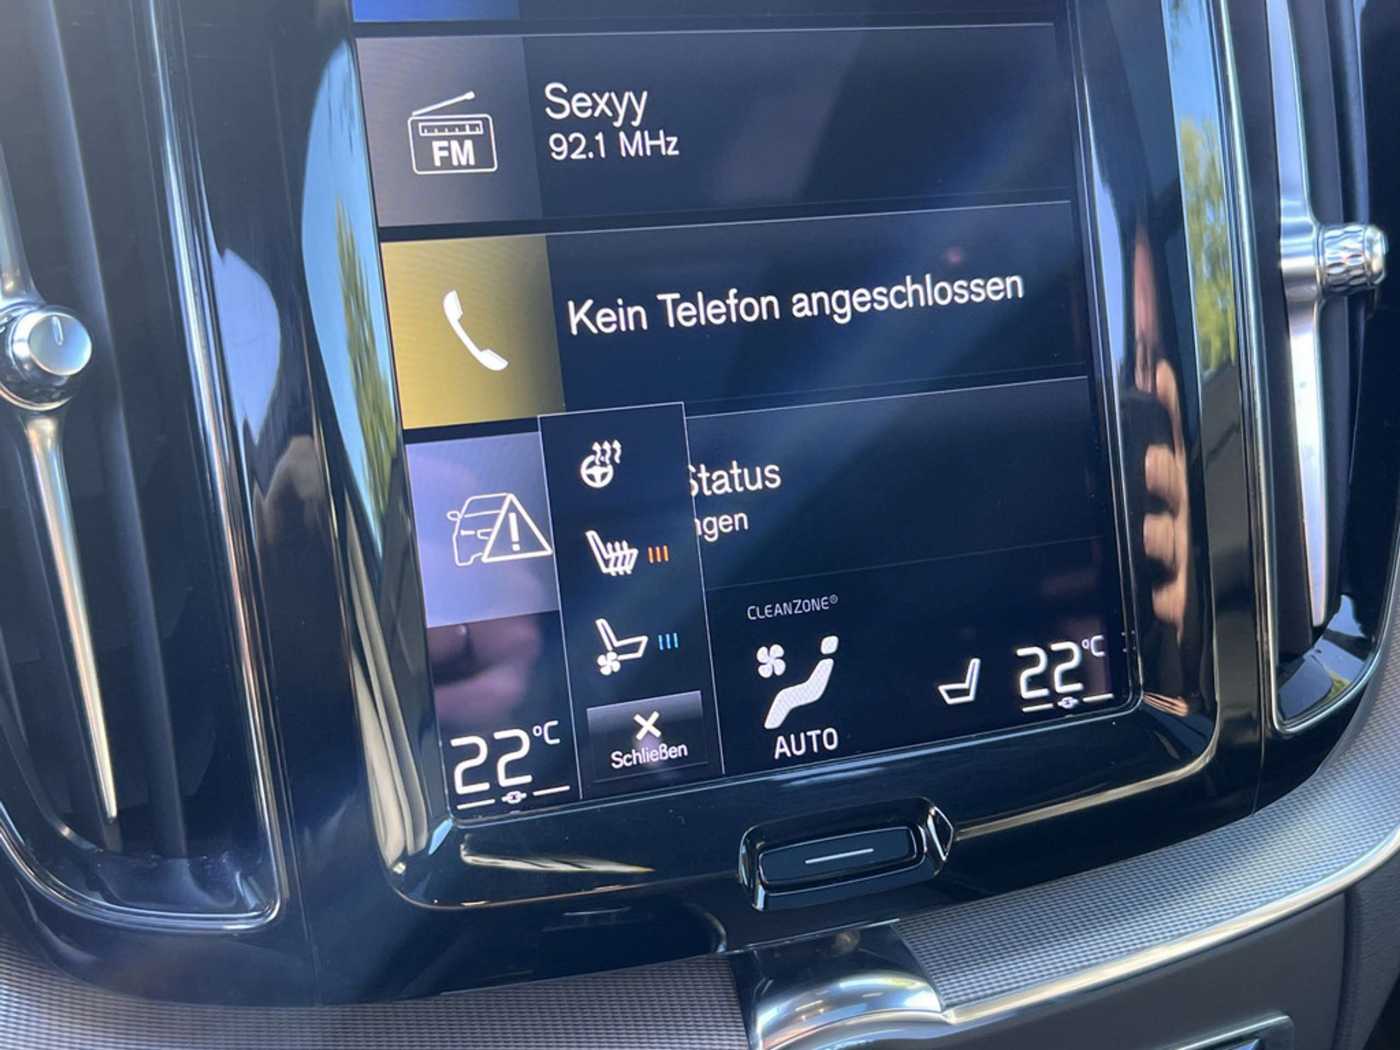 FM
Sexyy
92.1 MHz
Kein Telefon angeschlossen
Status
CLEANZONE®
22°C
Schließen
AUTO
22°C